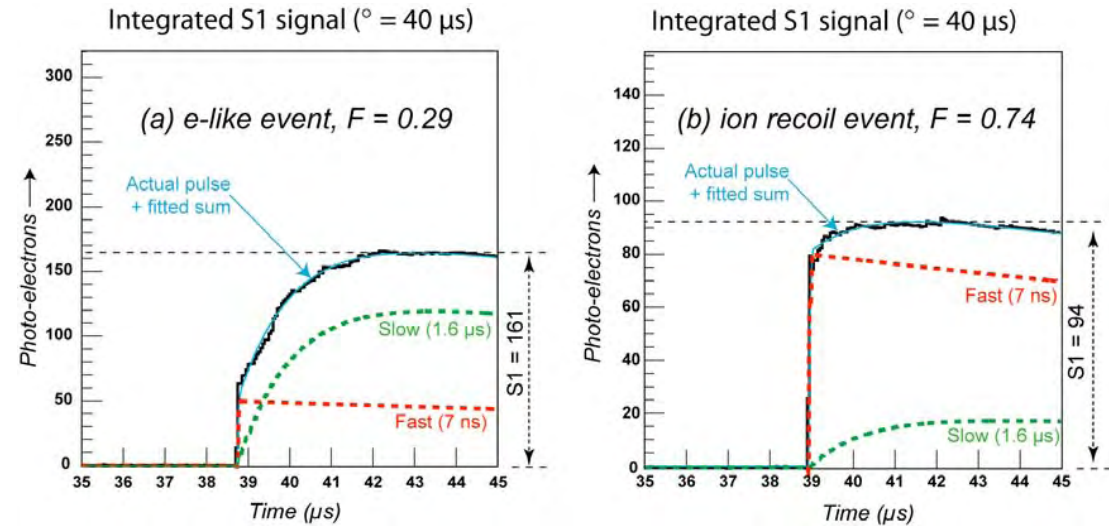 Integrated S1 signal (° = 40 µs)
300
250
200
150
100
50
0
Photo-electrons
(a) e-like event, F = 0.29
Actual pulse
+ fitted sum
Slow (1.6 µs)
Fast (7 ns)
S1 = 161
35 36 37 38 39 40 41 42 43 44 45
Time (µs)
Integrated S1 signal (° = 40 µs)
140
120
100
80
60
40
20
0
Photo-electrons
(b) ion recoil event, F = 0.74
Actual pulse
+ fitted sum
Fast (7 ns)
Slow (1.6 µs)
S1 = 94
35 36 37 38 39 40 41 42 43 44 45
Time (µs)